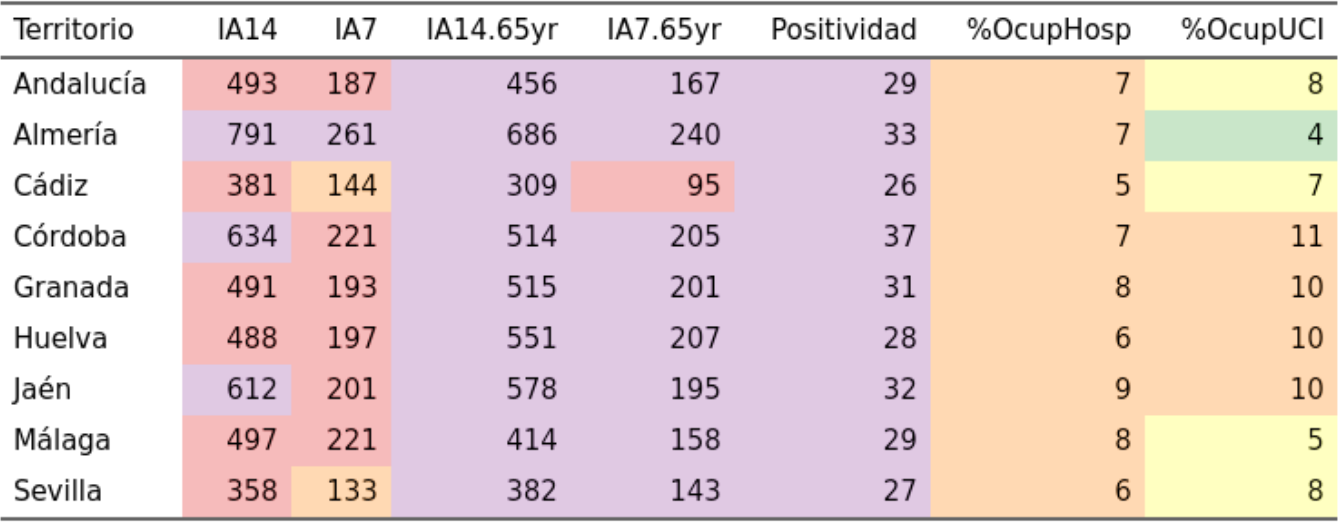 Territorio IA14 IA7 IA14.65yr IA7.65yr Positividad %OcupHosp %OcupUCI
Andalucía 493 187 456 167 29 7 8
Almería 791 261 686 240 33 7 4
Cádiz 381 144 309 95 26 5 7
Córdoba 634 221 514 205 37 7 11
Granada 491 193 515 201 31 8 10
Huelva 488 197 551 207 28 6 10
Jaén 612 201 578 195 32 9 10
Málaga 497 221 414 158 29 8 5
Sevilla 358 133 382 143 27 6 8